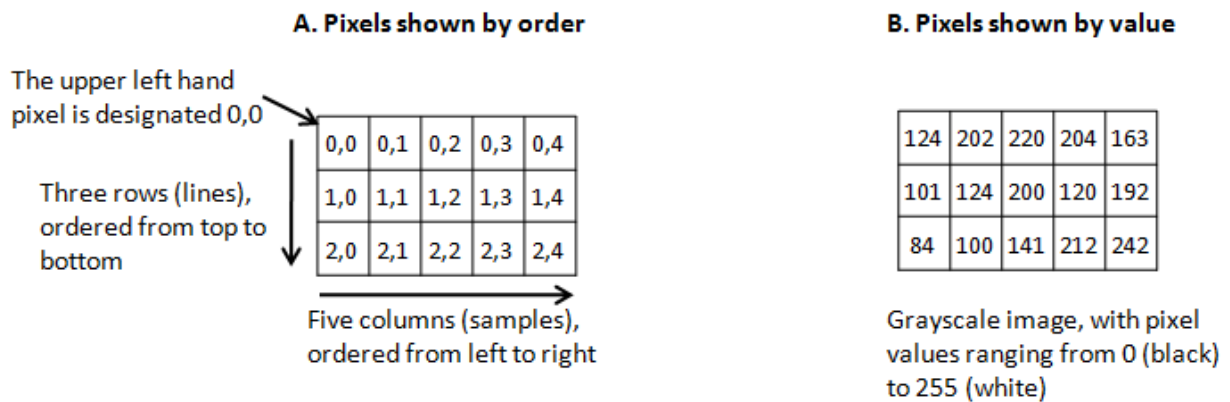 A. Pixels shown by order
The upper left hand
pixel is designated 0,0
0,0 0,1 0,2 0,3 0,4
Three rows (lines),
ordered from top to
bottom
1,0 1,1 1,2 1,3 1,4
2,0 2,1 2,2 2,3 2,4
Five columns (samples),
ordered from left to right
B. Pixels shown by value
124 202 220 204 163
101 124 200 120 192
84 100 141 212 242
Grayscale image, with pixel
values ranging from 0 (black)
to 255 (white)